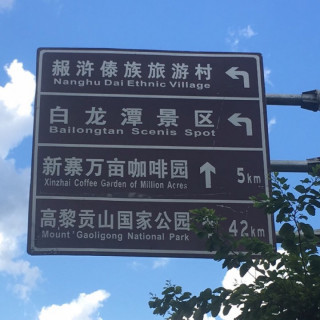 赧浒傣族旅游村
Nanghu Dai Ethnic Village
白龙潭景区
Bailongtan Scenis Spot
新寨万亩咖啡园 5km
Xinzhai Coffee Garden of Million Acres
高黎贡山国家公园 42km
Mount Gaoligong National Park